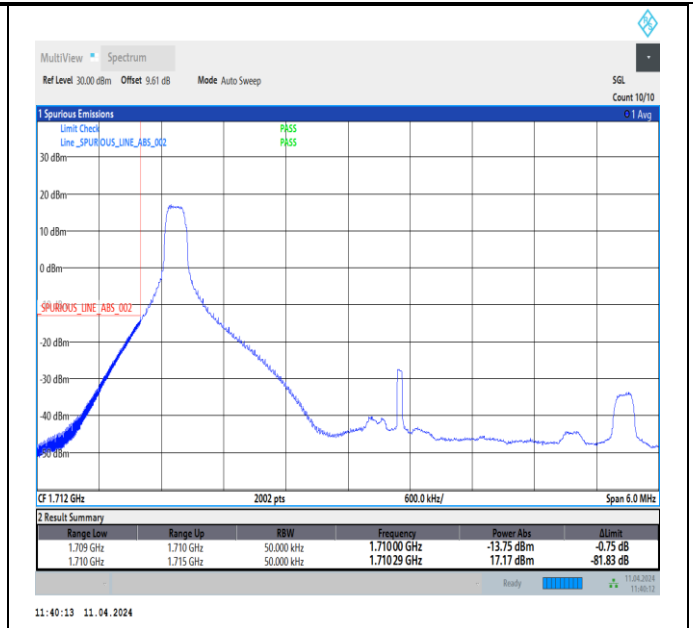 MultiView Spectrum
Ref Level 30.00 dBm Offset 9.61 dB Mode Auto Sweep SGL
Count 10/10
1 Spurious Emissions 1 Avg
Limit Check PASS
Line _SPURIOUS_LINE_ABS_002 PASS
30 dBm
20 dBm
10 dBm
0 dBm
_SPURIOUS_LINE_ABS_002
-20 dBm
-30 dBm
-40 dBm
-50 dBm
CF 1.712 GHz 2002 pts 600.0 kHz/ Span 6.0 MHz
2 Result Summary
Range Low Range Up RBW Frequency Power Abs ΔLimit
1.709 GHz 1.710 GHz 50.000 kHz 1.71000 GHz -13.75 dBm -0.75 dB
1.710 GHz 1.715 GHz 50.000 kHz 1.71029 GHz 17.17 dBm -81.83 dB
Ready 11.04.2024
11:40:12
11:40:13 11.04.2024